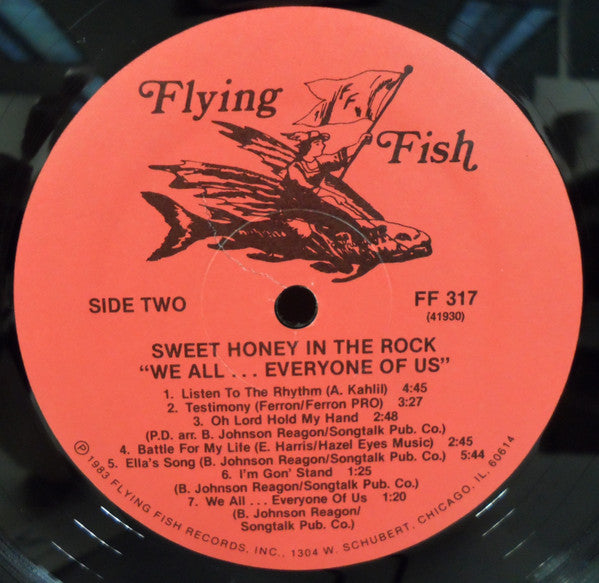 Flying
Fish
SIDE TWO
FF 317
(41930)
SWEET HONEY IN THE ROCK
“WE ALL . . . EVERYONE OF US”
1. Listen To The Rhythm (A. Kahlil) 4:45
2. Testimony (Ferron/Ferron PRO) 3:27
3. Oh Lord Hold My Hand 2:48
(P.D. arr. B. Johnson Reagon/Songtalk Pub. Co.)
4. Battle For My Life (E. Harris/Hazel Eyes Music) 2:45
5. Ella's Song (B. Johnson Reagon/Songtalk Pub. Co.) 5:44
6. I'm Gon' Stand 1:25
(B. Johnson Reagon/Songtalk Pub. Co.)
7. We All . . . Everyone Of Us 1:20
(B. Johnson Reagon/
Songtalk Pub. Co.)
Ⓟ 1983 FLYING FISH RECORDS, INC., 1304 W. SCHUBERT, CHICAGO, IL. 60614